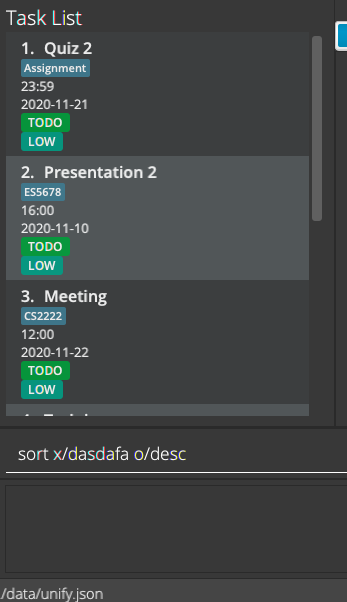 Task List
1. Quiz 2
Assignment
23:59
2020-11-21
TODO
LOW
2. Presentation 2
ES5678
16:00
2020-11-10
TODO
LOW
3. Meeting
CS2222
12:00
2020-11-22
TODO
LOW
sort x/dasdafa o/desc
/data/unify.json